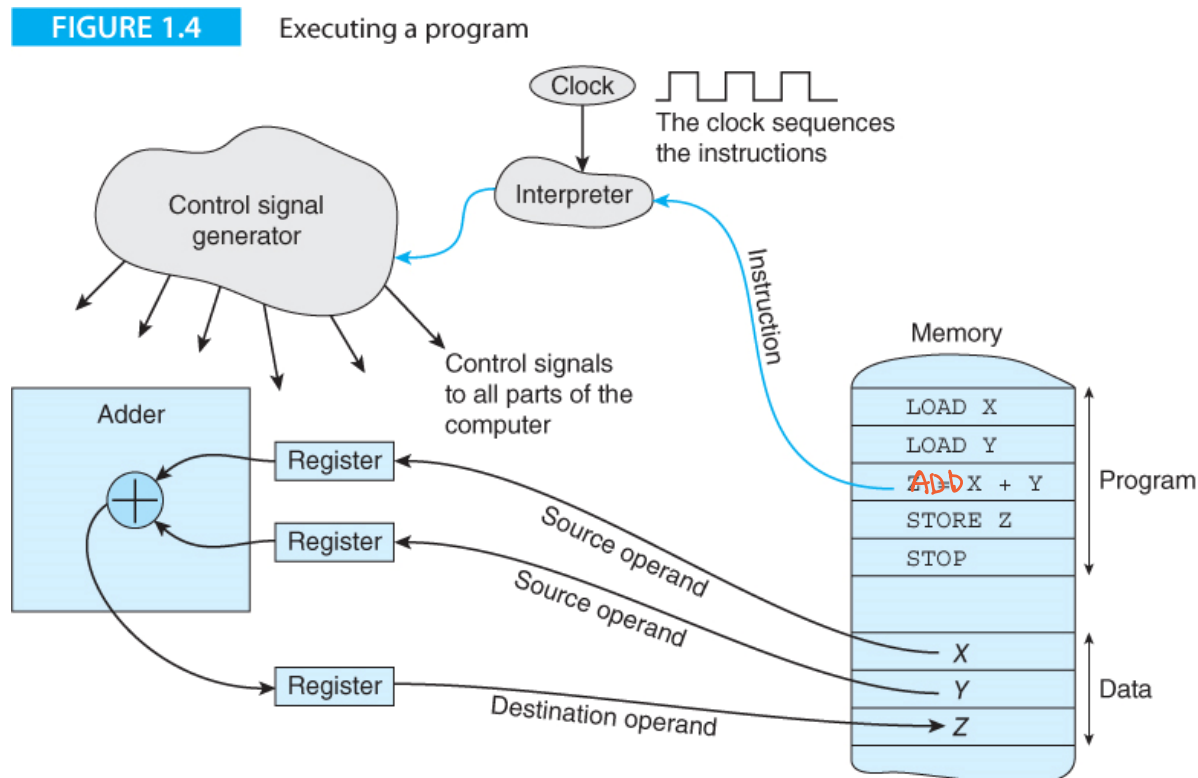 FIGURE 1.4 Executing a program
Clock
The clock sequences
the instructions
Interpreter
Control signal
generator
Instruction
Memory
Control signals
to all parts of the
computer
LOAD X
LOAD Y
ADD X + Y
STORE Z
STOP
Program
Adder
Register
Register
Register
Source operand
Source operand
Destination operand
X
Y
Z
Data